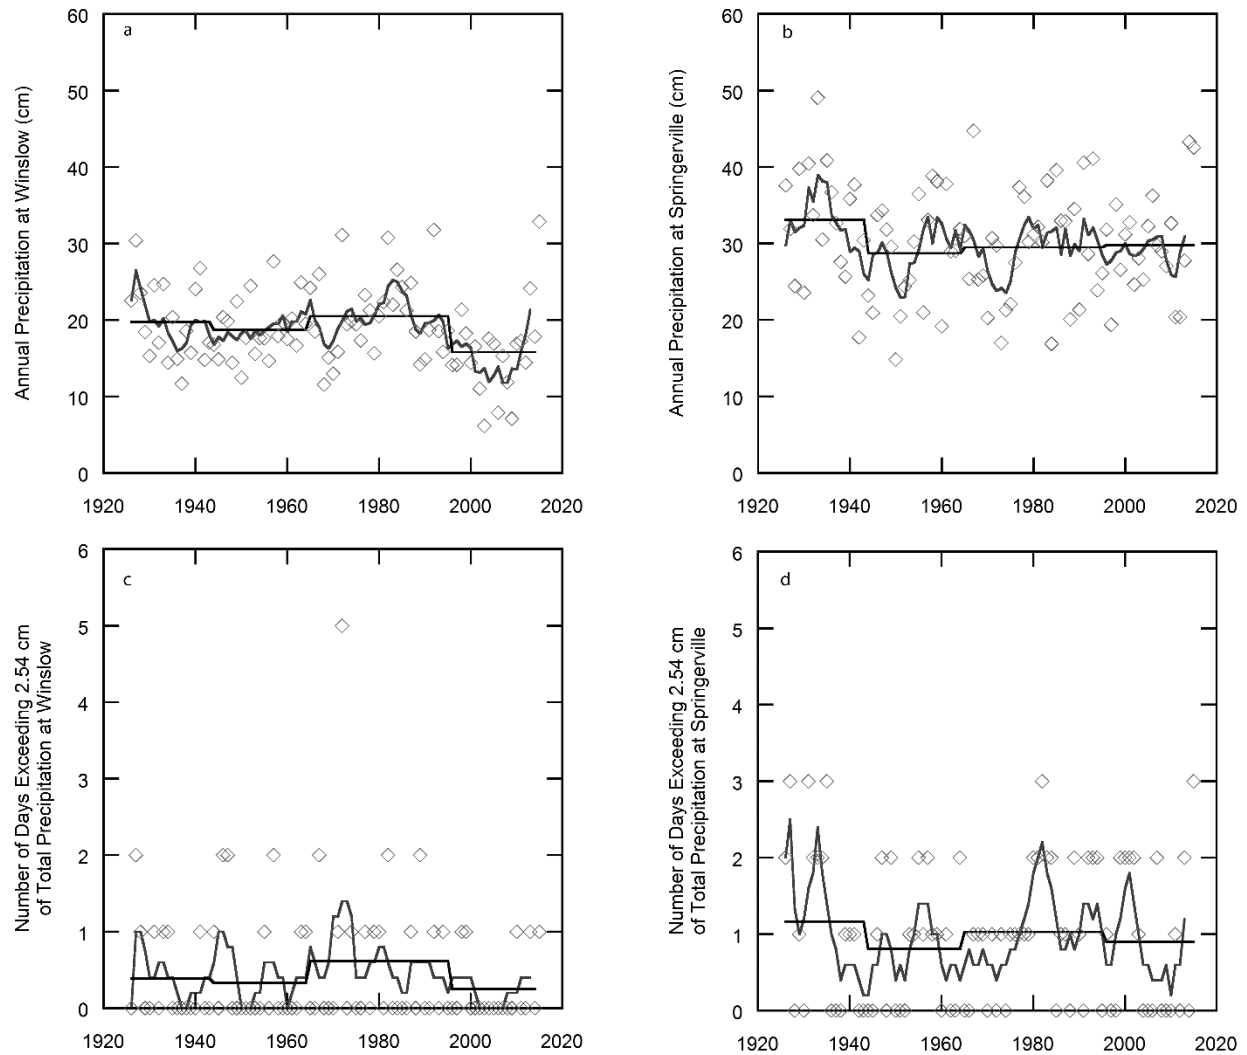 a
60
50
40
30
20
10
0
Annual Precipitation at Winslow (cm)
1920 1940 1960 1980 2000 2020
b
60
50
40
30
20
10
0
Annual Precipitation at Springerville (cm)
1920 1940 1960 1980 2000 2020
c
6
5
4
3
2
1
0
Number of Days Exceeding 2.54 cm
of Total Precipitation at Winslow
1920 1940 1960 1980 2000 2020
d
6
5
4
3
2
1
0
Number of Days Exceeding 2.54 cm
of Total Precipitation at Springerville
1920 1940 1960 1980 2000 2020